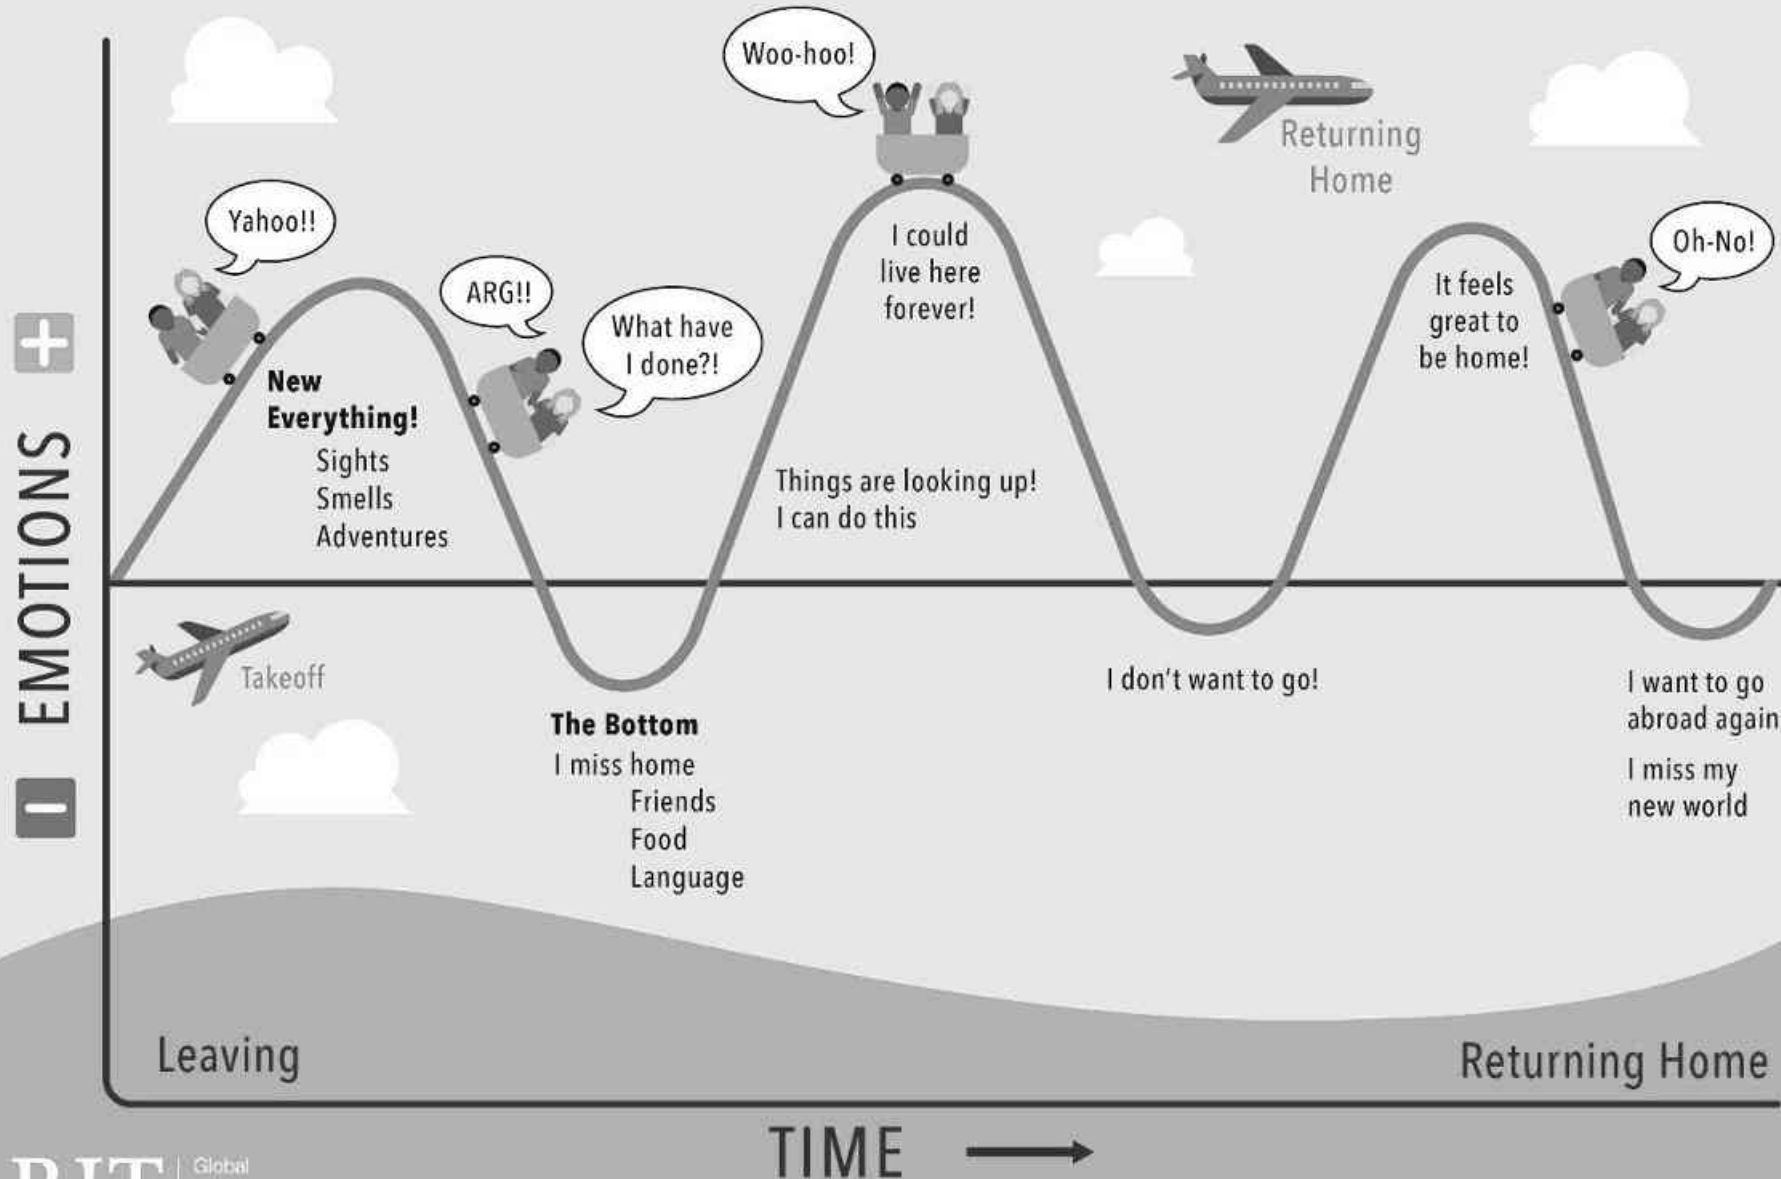 Woo-hoo!
Returning
Home
Yahoo!!
Oh-No!
ARG!!
What have
I done?!
I could
live here
forever!
It feels
great to
be home!
New
Everything!
Sights
Smells
Adventures
Things are looking up!
I can do this
EMOTIONS
Takeoff
The Bottom
I miss home
Friends
Food
Language
I don't want to go!
I want to go
abroad again
I miss my
new world
Leaving
Returning Home
TIME
RIT
Global